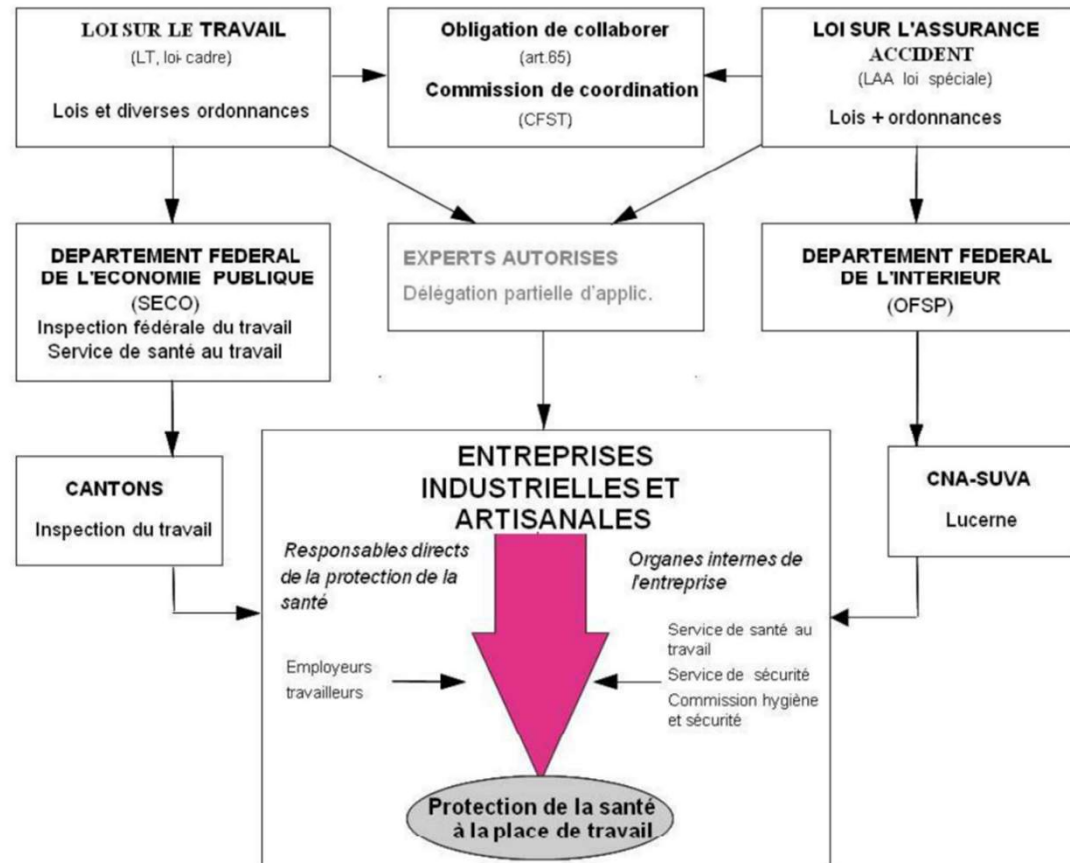 LOI SUR LE TRAVAIL
(LT, loi-cadre)
Lois et diverses ordonnances
Obligation de collaborer
(art.65)
Commission de coordination
(CFST)
LOI SUR L'ASSURANCE
ACCIDENT
(LAA loi spéciale)
Lois + ordonnances
DEPARTEMENT FEDERAL
DE L'ECONOMIE PUBLIQUE
(SECO)
Inspection fédérale du travail
Service de santé au travail
EXPERTS AUTORISES
Délégation partielle d'applic.
DEPARTEMENT FEDERAL
DE L'INTERIEUR
(OFSP)
CANTONS
Inspection du travail
ENTREPRISES
INDUSTRIELLES ET
ARTISANALES
CNA-SUVA
Lucerne
Responsables directs
de la protection de la
santé
Organes internes de
l'entreprise
Employeurs
travailleurs
Service de santé au
travail
Service de sécurité
Commission hygiène
et sécurité
Protection de la santé
à la place de travail